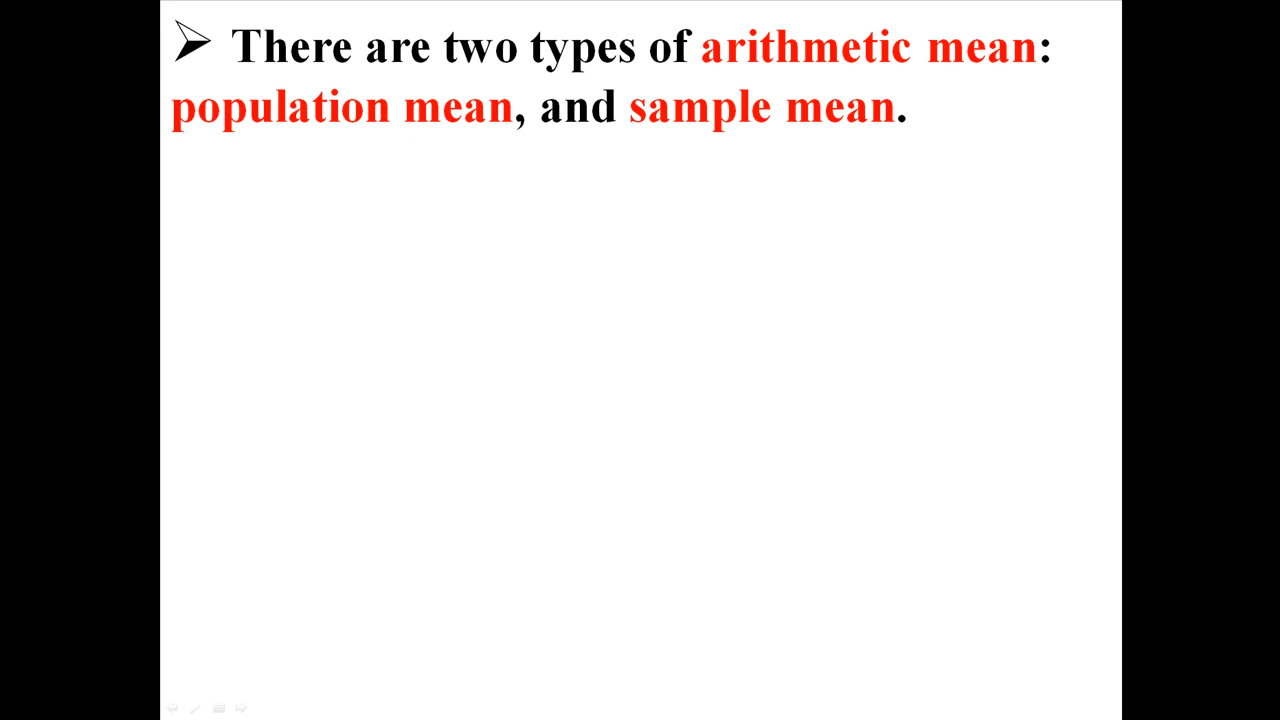 ➢ There are two types of arithmetic mean:
population mean, and sample mean.